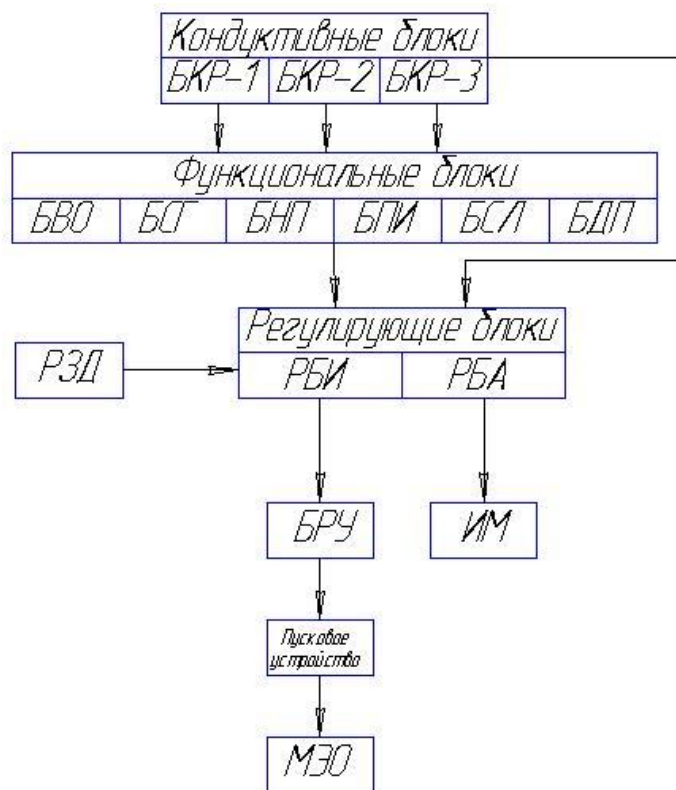 Кондуктивные блоки
БКР-1 БКР-2 БКР-3
Функциональные блоки
БВО БСГ БНП БПИ БСЛ БДП
Регулирующие блоки
РЗД РБИ РБА
БРУ ИМ
Пусковое
устройство
МЭО